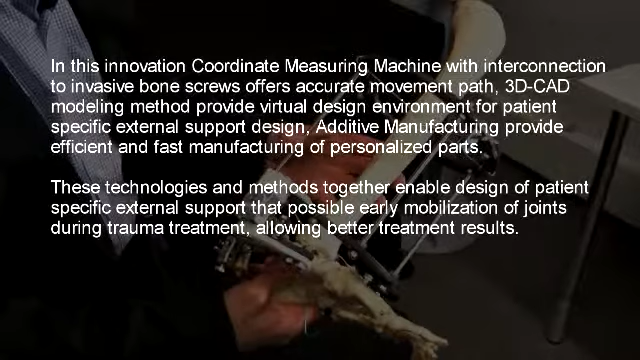 In this innovation Coordinate Measuring Machine with interconnection
to invasive bone screws offers accurate movement path, 3D-CAD
modeling method provide virtual design environment for patient
specific external support design, Additive Manufacturing provide
efficient and fast manufacturing of personalized parts.
These technologies and methods together enable design of patient
specific external support that possible early mobilization of joints
during trauma treatment, allowing better treatment results.